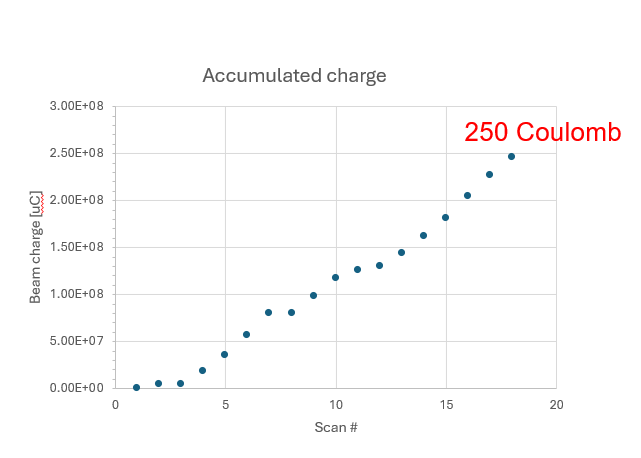 Accumulated charge
250 Coulomb
3.00E+08
2.50E+08
2.00E+08
1.50E+08
1.00E+08
5.00E+07
0.00E+00
Beam charge [uC]
0 5 10 15 20
Scan #